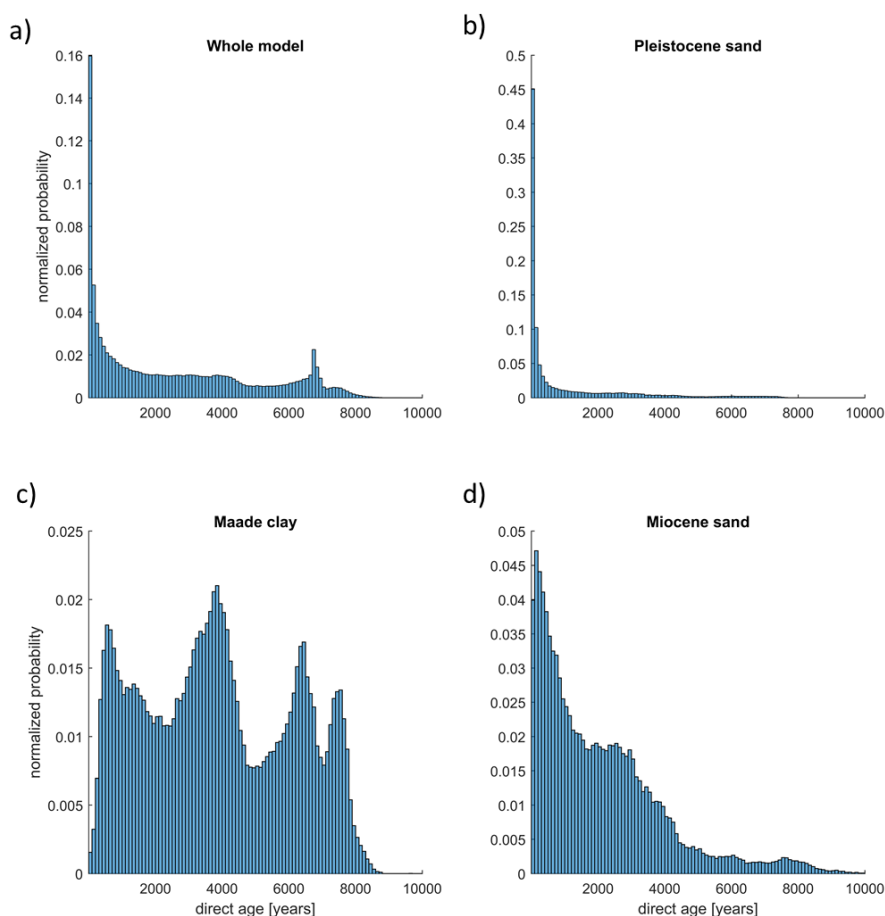 a)
Whole model
0.16
0.14
0.12
0.1
0.08
0.06
0.04
0.02
0
normalized probability
2000 4000 6000 8000 10000
b)
Pleistocene sand
0.5
0.45
0.4
0.35
0.3
0.25
0.2
0.15
0.1
0.05
0
2000 4000 6000 8000 10000
c)
Maade clay
0.025
0.02
0.015
0.01
0.005
0
normalized probability
2000 4000 6000 8000 10000
direct age [years]
d)
Miocene sand
0.05
0.045
0.04
0.035
0.03
0.025
0.02
0.015
0.01
0.005
0
2000 4000 6000 8000 10000
direct age [years]